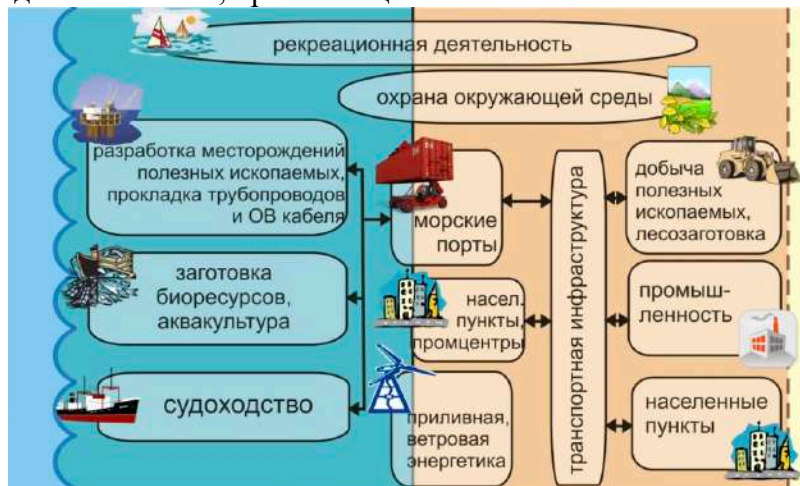 рекреационная деятельность
охрана окружающей среды
разработка месторождений
полезных ископаемых,
прокладка трубопроводов
и ОВ кабеля
заготовка
биоресурсов,
аквакультура
судоходство
морские
порты
насел.
пункты,
промцентры
приливная,
ветровая
энергетика
транспортная инфраструктура
добыча
полезных
ископаемых,
лесозаготовка
промыш-
ленность
населенные
пункты